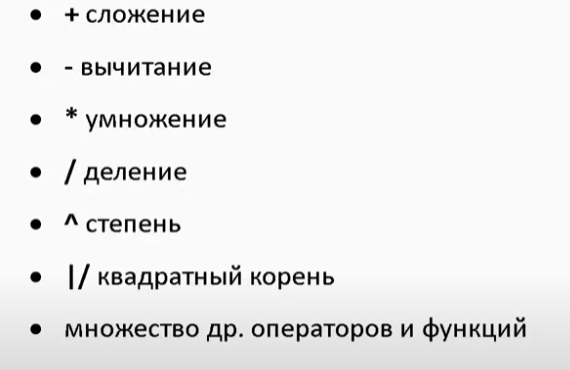 • + сложение
• - вычитание
• * умножение
• / деление
• ^ степень
• |/ квадратный корень
• множество др. операторов и функций